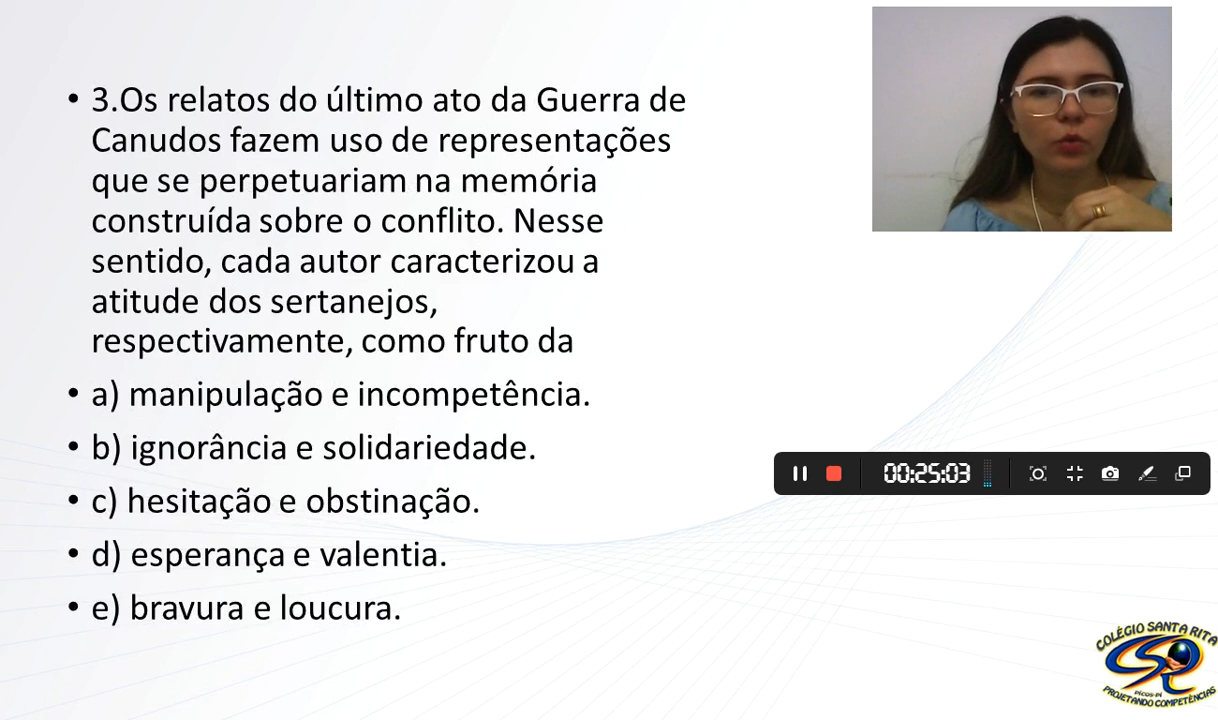 • 3.Os relatos do último ato da Guerra de
Canudos fazem uso de representações
que se perpetuariam na memória
construída sobre o conflito. Nesse
sentido, cada autor caracterizou a
atitude dos sertanejos,
respectivamente, como fruto da
• a) manipulação e incompetência.
• b) ignorância e solidariedade.
• c) hesitação e obstinação.
• d) esperança e valentia.
• e) bravura e loucura.
00:25:03
COLÉGIO SANTA RITA
PICOS-PI
PROJETANDO COMPETÊNCIAS